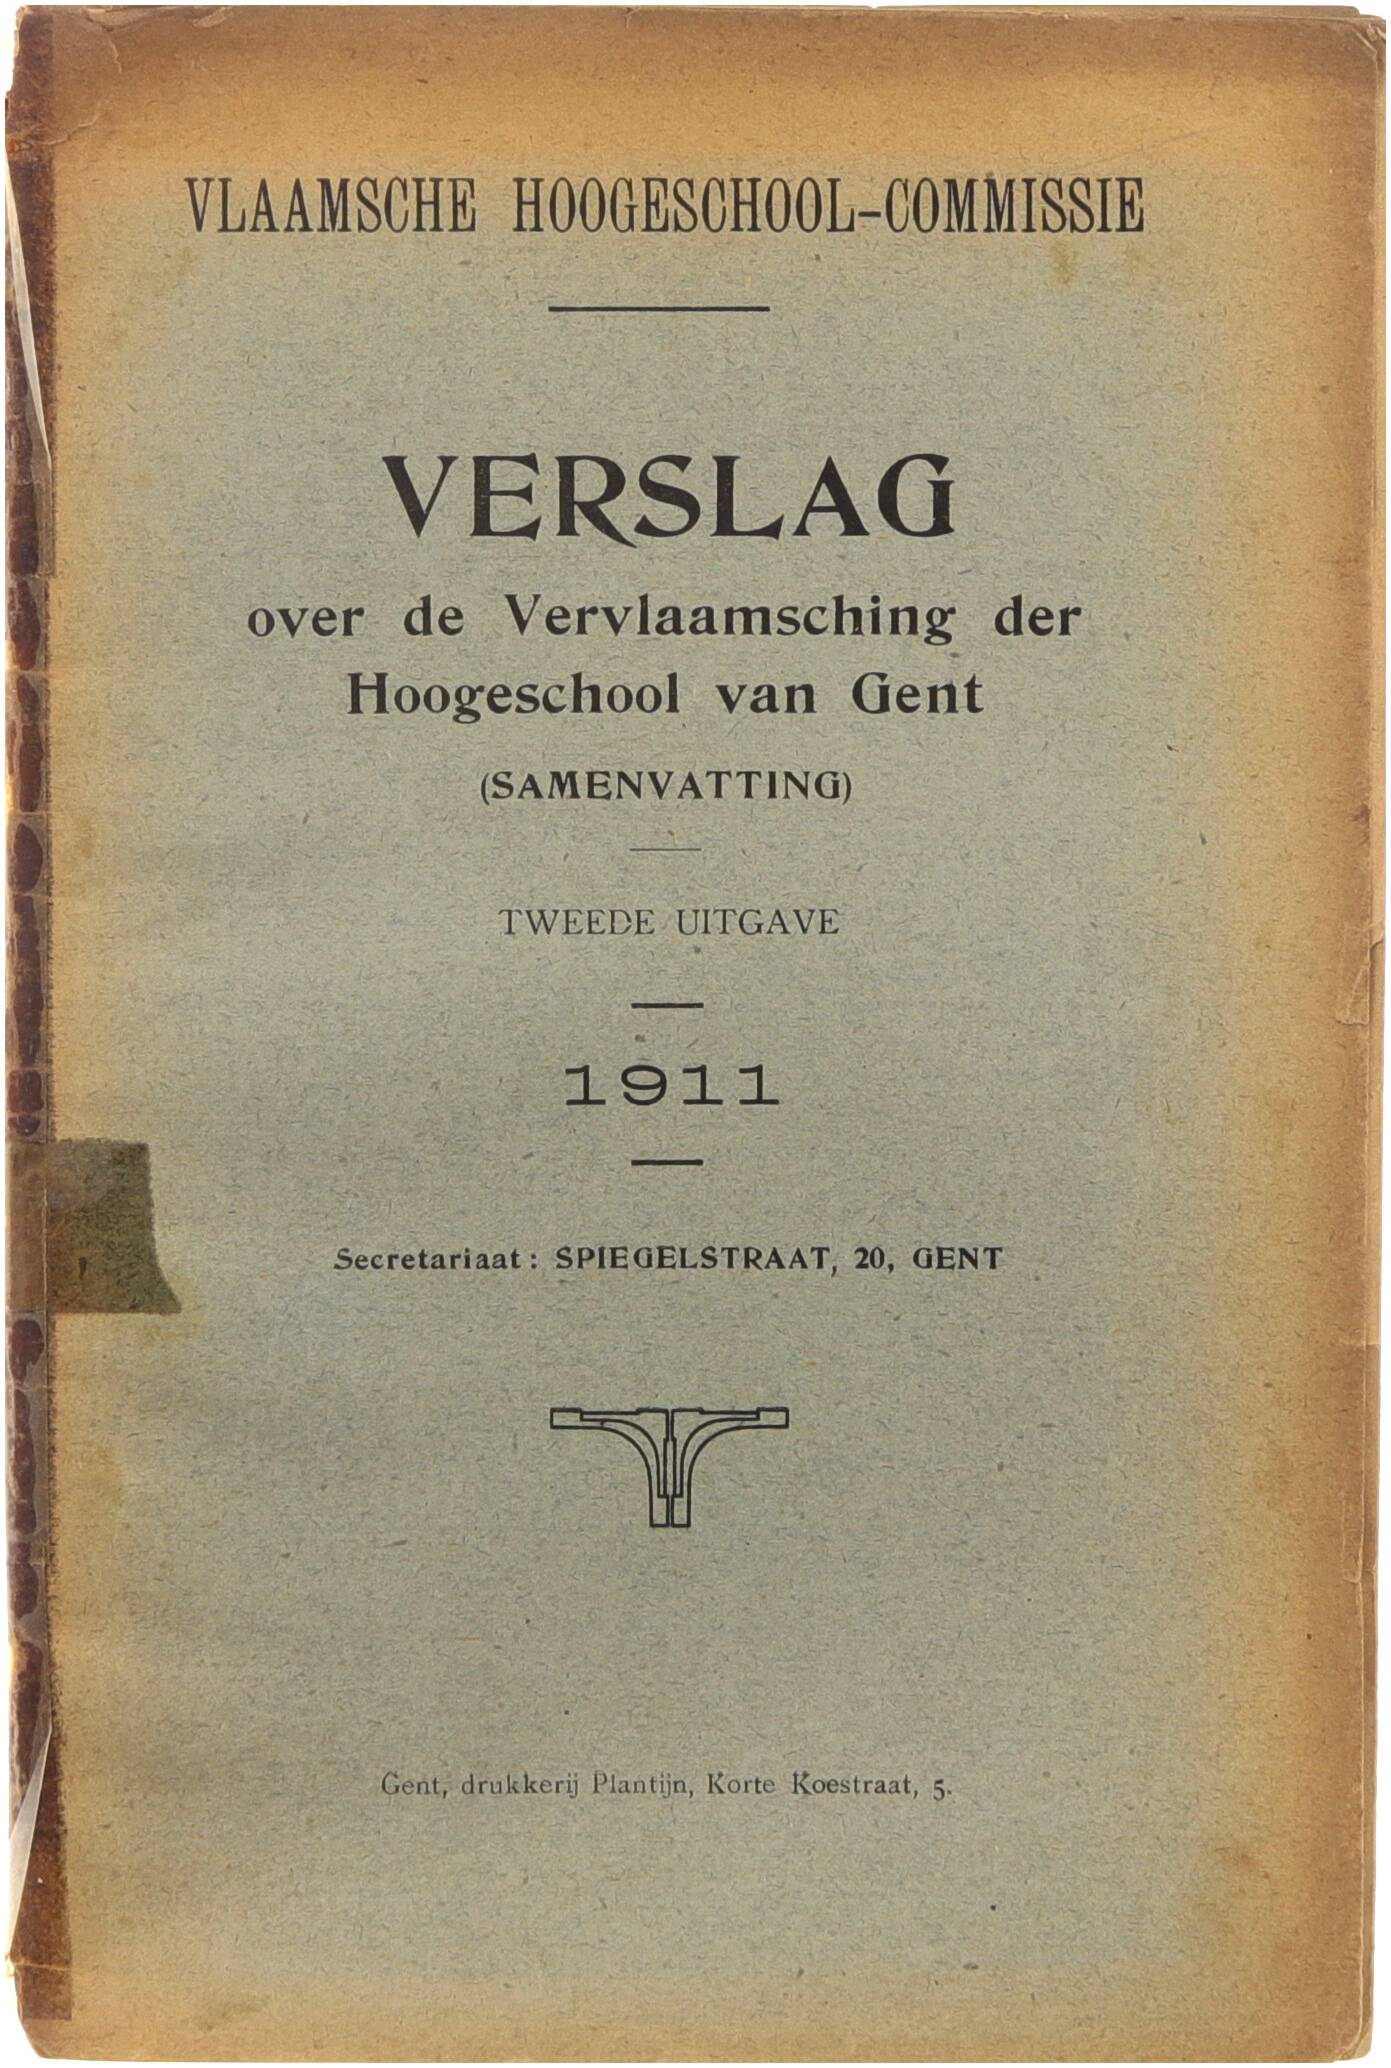 VLAAMSCHE HOOGESCHOOL-COMMISSIE
VERSLAG
over de Vervlaamsching der
Hoogeschool van Gent
(SAMENVATTING)
TWEEDE UITGAVE
1911
Secretariaat: SPIEGELSTRAAT, 20, GENT
Gent, drukkerij Plantijn, Korte Koestraat, 5.